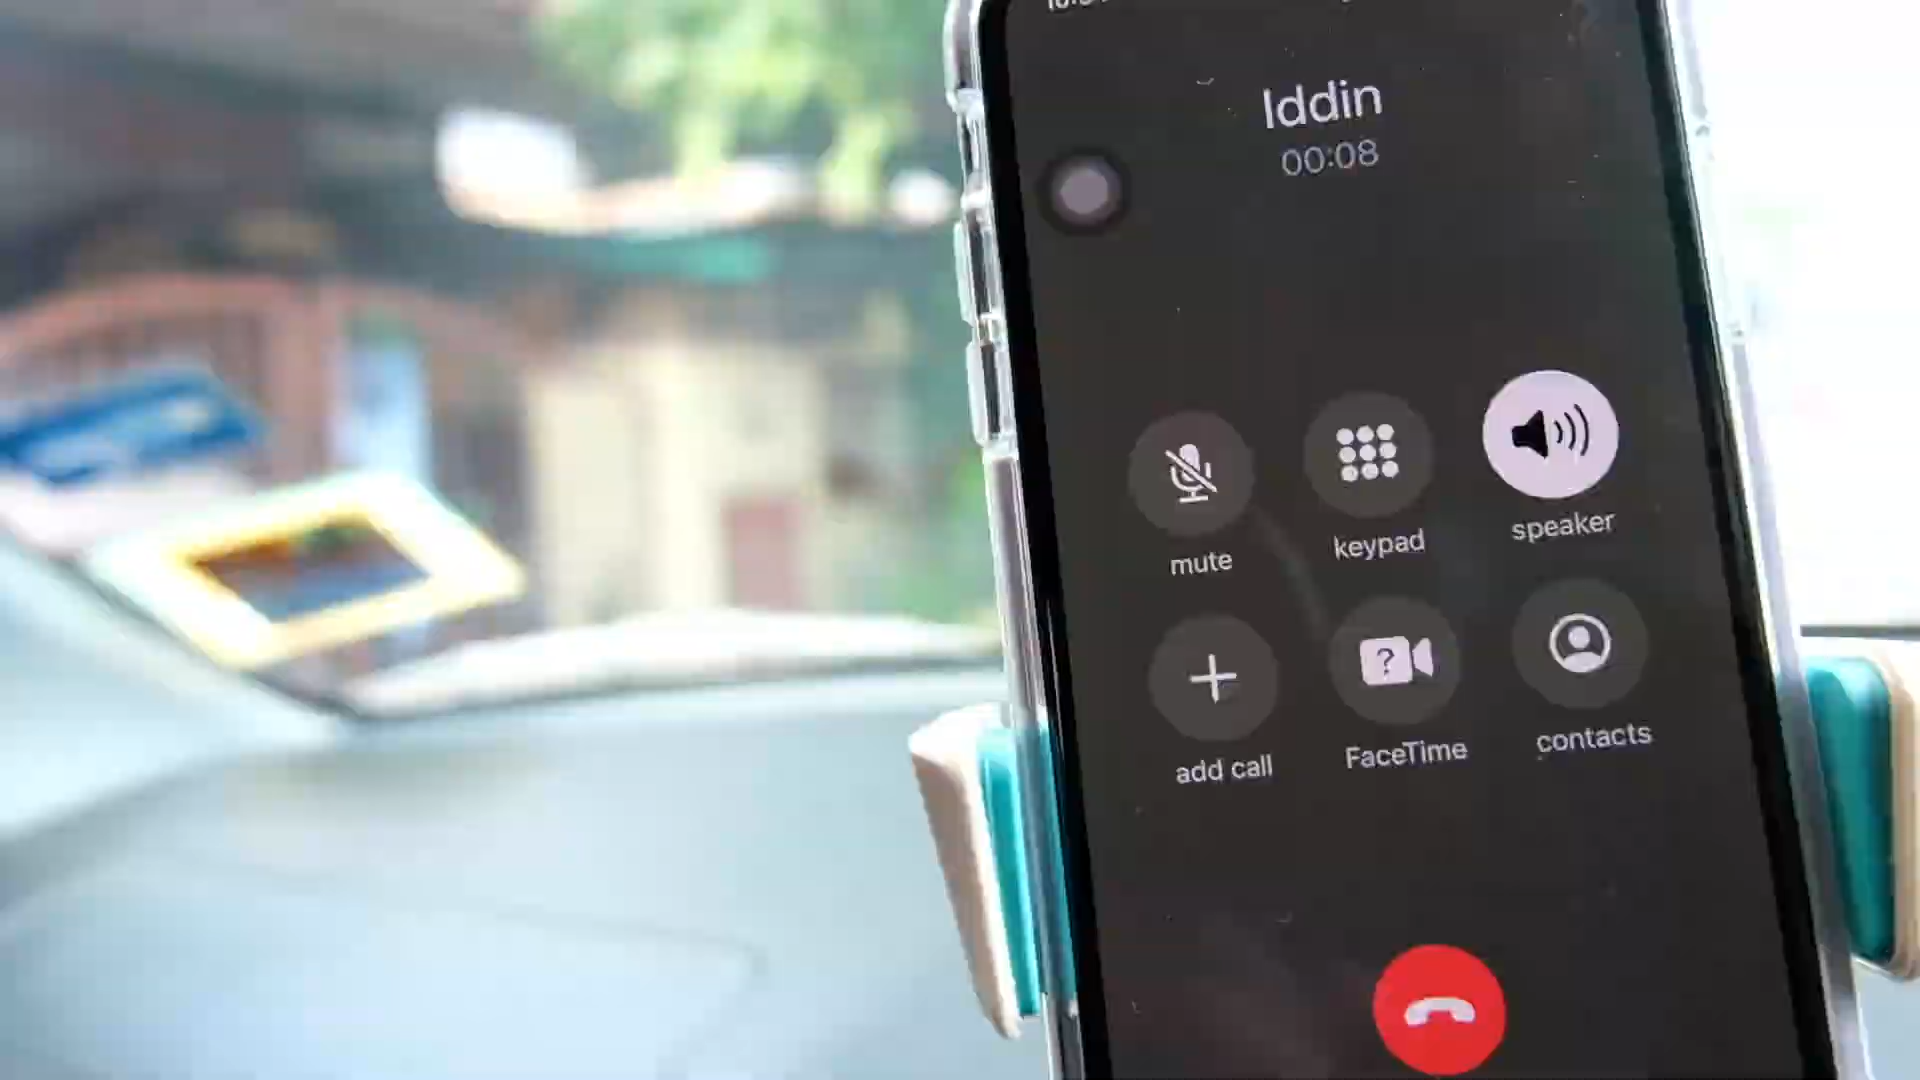 Iddin
00:08
mute
keypad
speaker
add call
FaceTime
contacts